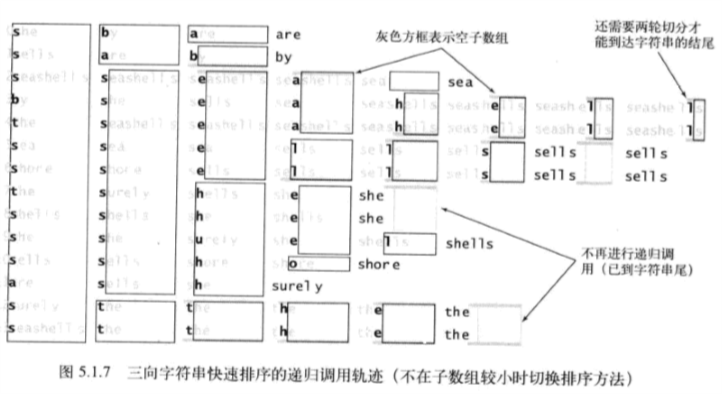 还需要两轮切分才
能到达字符串的结尾
灰色方框表示空子数组
she by are are
sells are by by
seashells seashells seashells seashells sea sea
by she sells sea seashells seashells seashells seashells
the seashells seashells seashells seashells seashells seashells seashells
sea sea sea sells sells sells sells sells
shore shore sells sells sells sells sells sells
the surely shells she she
shells shells she shells she
she she surely shells shells
sells sells shore shore
are sells she surely
surely the the the the the
seashells the the the the the
不再进行递归调
用（已到字符串尾）
图 5.1.7 三向字符串快速排序的递归调用轨迹（不在子数组较小时切换排序方法）